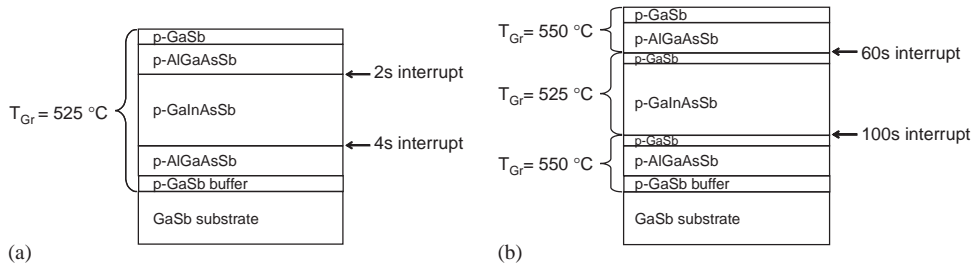 p-GaSb
p-AlGaAsSb
2s interrupt
T_Gr= 525 °C
p-GaInAsSb
4s interrupt
p-AlGaAsSb
p-GaSb buffer
GaSb substrate
(a)
p-GaSb
T_Gr= 550 °C
p-AlGaAsSb
60s interrupt
p-GaSb
T_Gr= 525 °C
p-GaInAsSb
100s interrupt
p-GaSb
p-AlGaAsSb
T_Gr= 550 °C
p-GaSb buffer
GaSb substrate
(b)